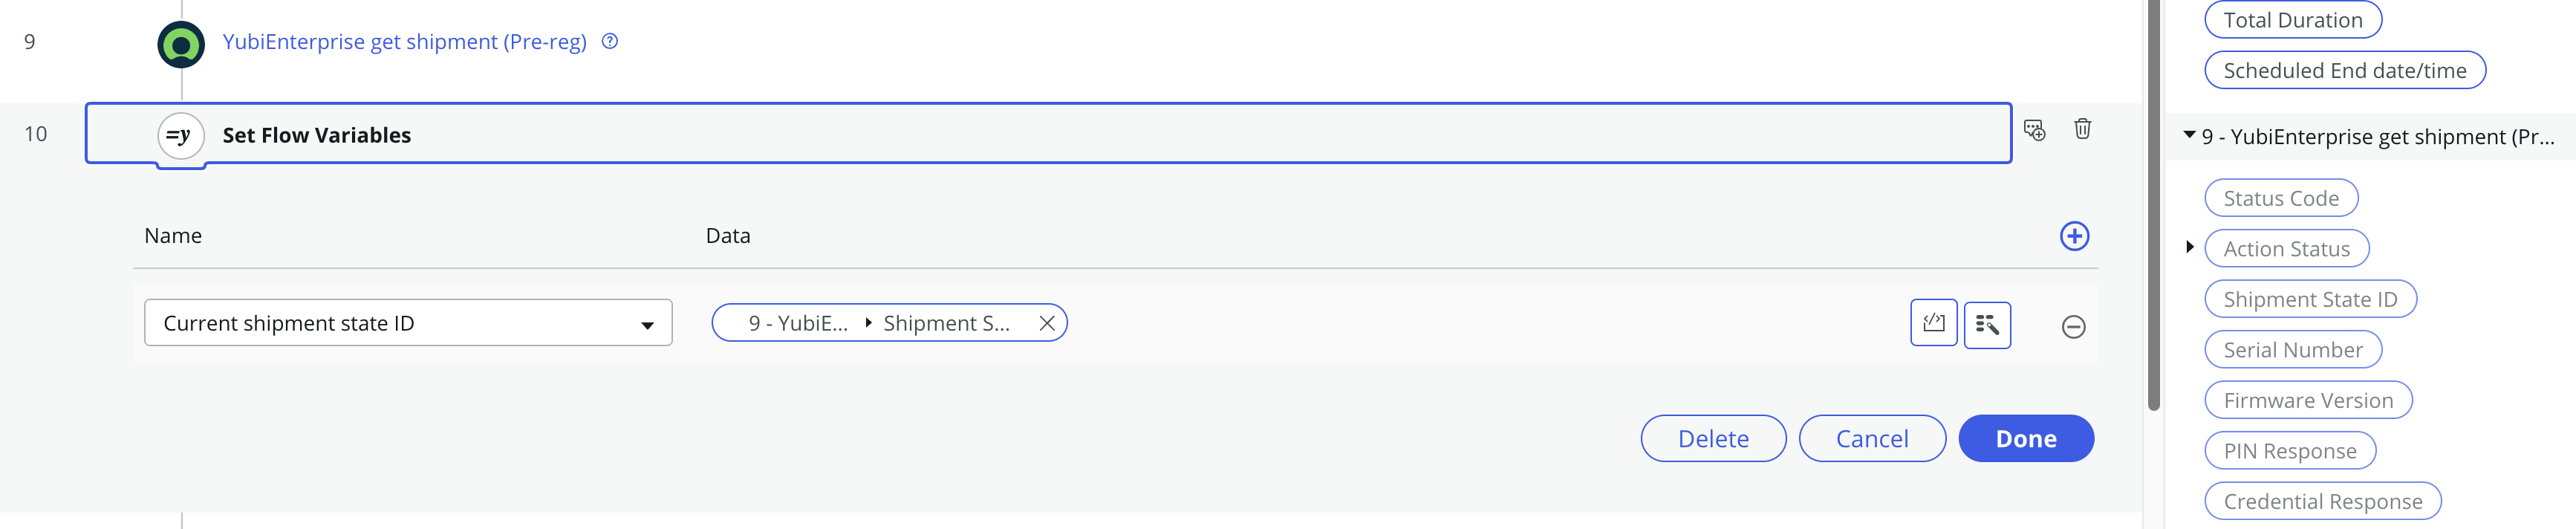 9
YubiEnterprise get shipment (Pre-reg)
10
=y Set Flow Variables
Name
Data
Current shipment state ID
9 - YubiE... Shipment S...
Delete
Cancel
Done
Total Duration
Scheduled End date/time
9 - YubiEnterprise get shipment (Pr...
Status Code
Action Status
Shipment State ID
Serial Number
Firmware Version
PIN Response
Credential Response